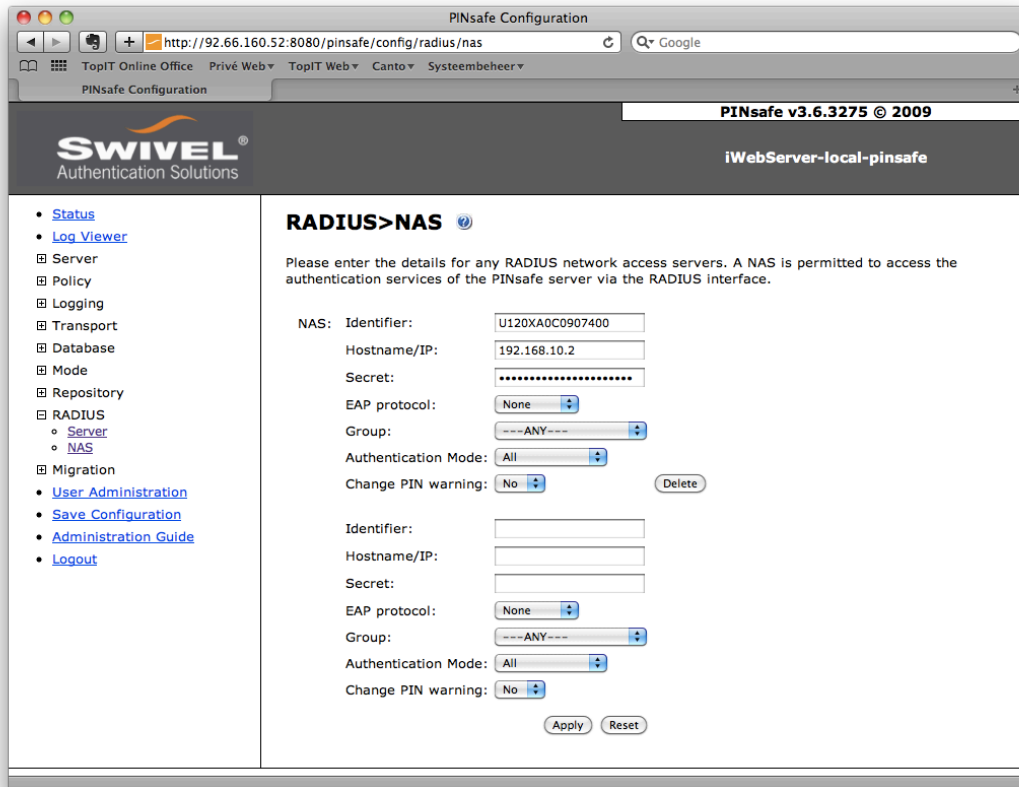 PINsafe Configuration
http://92.66.160.52:8080/pinsafe/config/radius/nas
Google
TopIT Online Office Privé Web TopIT Web Canto Systeembeheer
PINsafe Configuration
PINsafe v3.6.3275 © 2009
SWIVEL®
Authentication Solutions
iWebServer-local-pinsafe
Status
Log Viewer
Server
Policy
Logging
Transport
Database
Mode
Repository
RADIUS
Server
NAS
Migration
User Administration
Save Configuration
Administration Guide
Logout
RADIUS>NAS
Please enter the details for any RADIUS network access servers. A NAS is permitted to access the
authentication services of the PINsafe server via the RADIUS interface.
NAS: Identifier: U120XA0C0907400
Hostname/IP: 192.168.10.2
Secret: ••••••••••••••••••••••
EAP protocol: None
Group: ---ANY---
Authentication Mode: All
Change PIN warning: No Delete
Identifier:
Hostname/IP:
Secret:
EAP protocol: None
Group: ---ANY---
Authentication Mode: All
Change PIN warning: No
Apply Reset